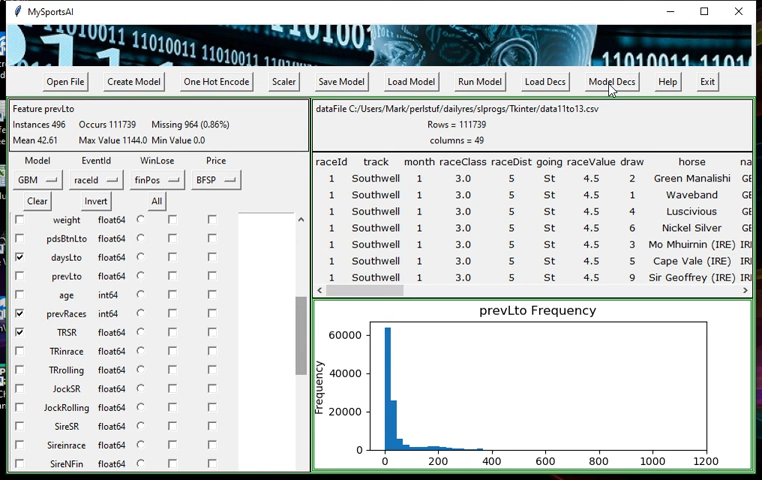 MySportsAI
Open File Create Model One Hot Encode Scaler Save Model Load Model Run Model Load Decs Model Decs Help Exit
Feature prevLto
Instances 496 Occurs 111739 Missing 964 (0.86%)
Mean 42.61 Max Value 1144.0 Min Value 0.0
Model EventId WinLose Price
GBM raceId finPos BFSP
Clear Invert All
weight float64
pdsBtnLto float64
daysLto float64
prevLto float64
age int64
prevRaces int64
TRSR float64
TRinrace float64
TRrolling float64
JockSR float64
JockRolling float64
SireSR float64
Sireinrace float64
SireNFin float64
dataFile C:/Users/Mark/perlstuf/dailyres/slprogs/Tkinter/data11to13.csv
Rows = 111739
columns = 49
raceId track month raceClass raceDist going raceValue draw horse na
1 Southwell 1 3.0 5 St 4.5 2 Green Manalishi GE
1 Southwell 1 3.0 5 St 4.5 1 Waveband GE
1 Southwell 1 3.0 5 St 4.5 4 Luscivious GE
1 Southwell 1 3.0 5 St 4.5 6 Nickel Silver GE
1 Southwell 1 3.0 5 St 4.5 3 Mo Mhuirnin (IRE) IRI
1 Southwell 1 3.0 5 St 4.5 5 Cape Vale (IRE) IRI
1 Southwell 1 3.0 5 St 4.5 9 Sir Geoffrey (IRE) IRI
prevLto Frequency
Frequency
60000
40000
20000
0
0 200 400 600 800 1000 1200